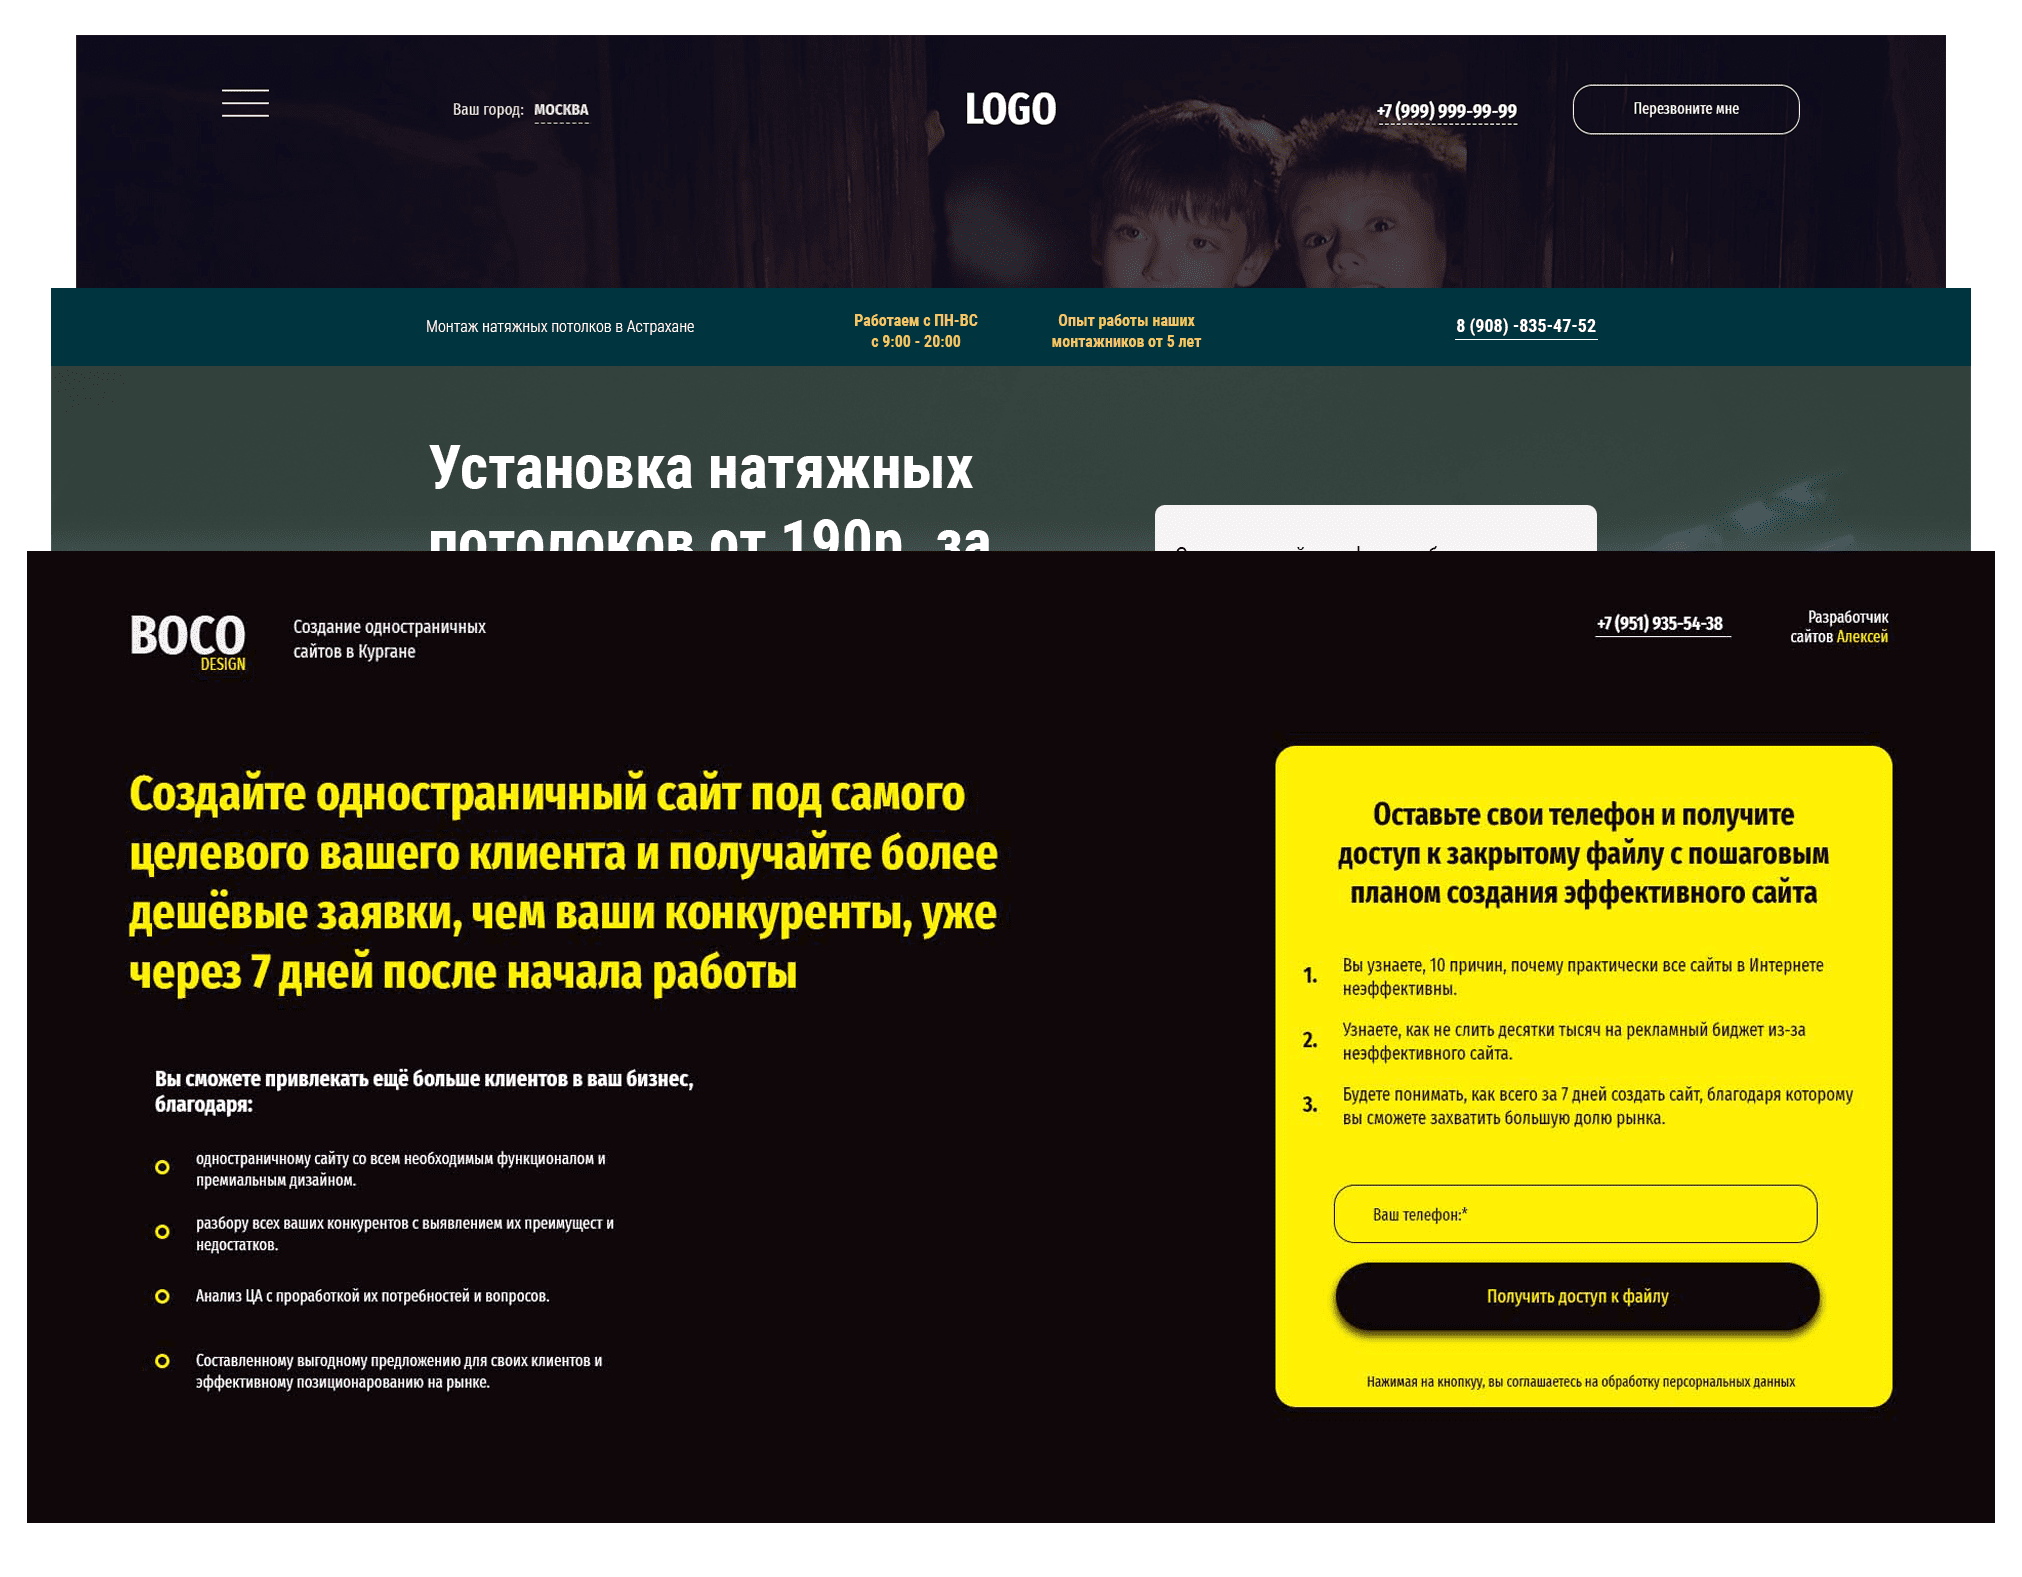 Ваш город: МОСКВА
LOGO
+7 (999) 999-99-99
Перезвоните мне
Монтаж натяжных потолков в Астрахане
Работаем с ПН-ВС
с 9:00 - 20:00
Опыт работы наших
монтажников от 5 лет
8 (908) -835-47-52
Установка натяжных
потолоков от 190р. за
BOCO
DESIGN
Создание одностраничных
сайтов в Кургане
+7 (951) 935-54-38
Разработчик
сайтов Алексей
Создайте одностраничный сайт под самого
целевого вашего клиента и получайте более
дешёвые заявки, чем ваши конкуренты, уже
через 7 дней после начала работы
Вы сможете привлекать ещё больше клиентов в ваш бизнес,
благодаря:
одностраничному сайту со всем необходимым функционалом и
премиальным дизайном.
разбору всех ваших конкурентов с выявлением их преимущест и
недостатков.
Анализ ЦА с проработкой их потребностей и вопросов.
Составленному выгодному предложению для своих клиентов и
эффективному позиционарованию на рынке.
Оставьте свои телефон и получите
доступ к закрытому файлу с пошаговым
планом создания эффективного сайта
1. Вы узнаете, 10 причин, почему практически все сайты в Интернете
неэффективны.
2. Узнаете, как не слить десятки тысяч на рекламный биджет из-за
неэффективного сайта.
3. Будете понимать, как всего за 7 дней создать сайт, благодаря которому
вы сможете захватить большую долю рынка.
Ваш телефон:*
Получить доступ к файлу
Нажимая на кнопкуу, вы соглашаетесь на обработку персорнальных данных